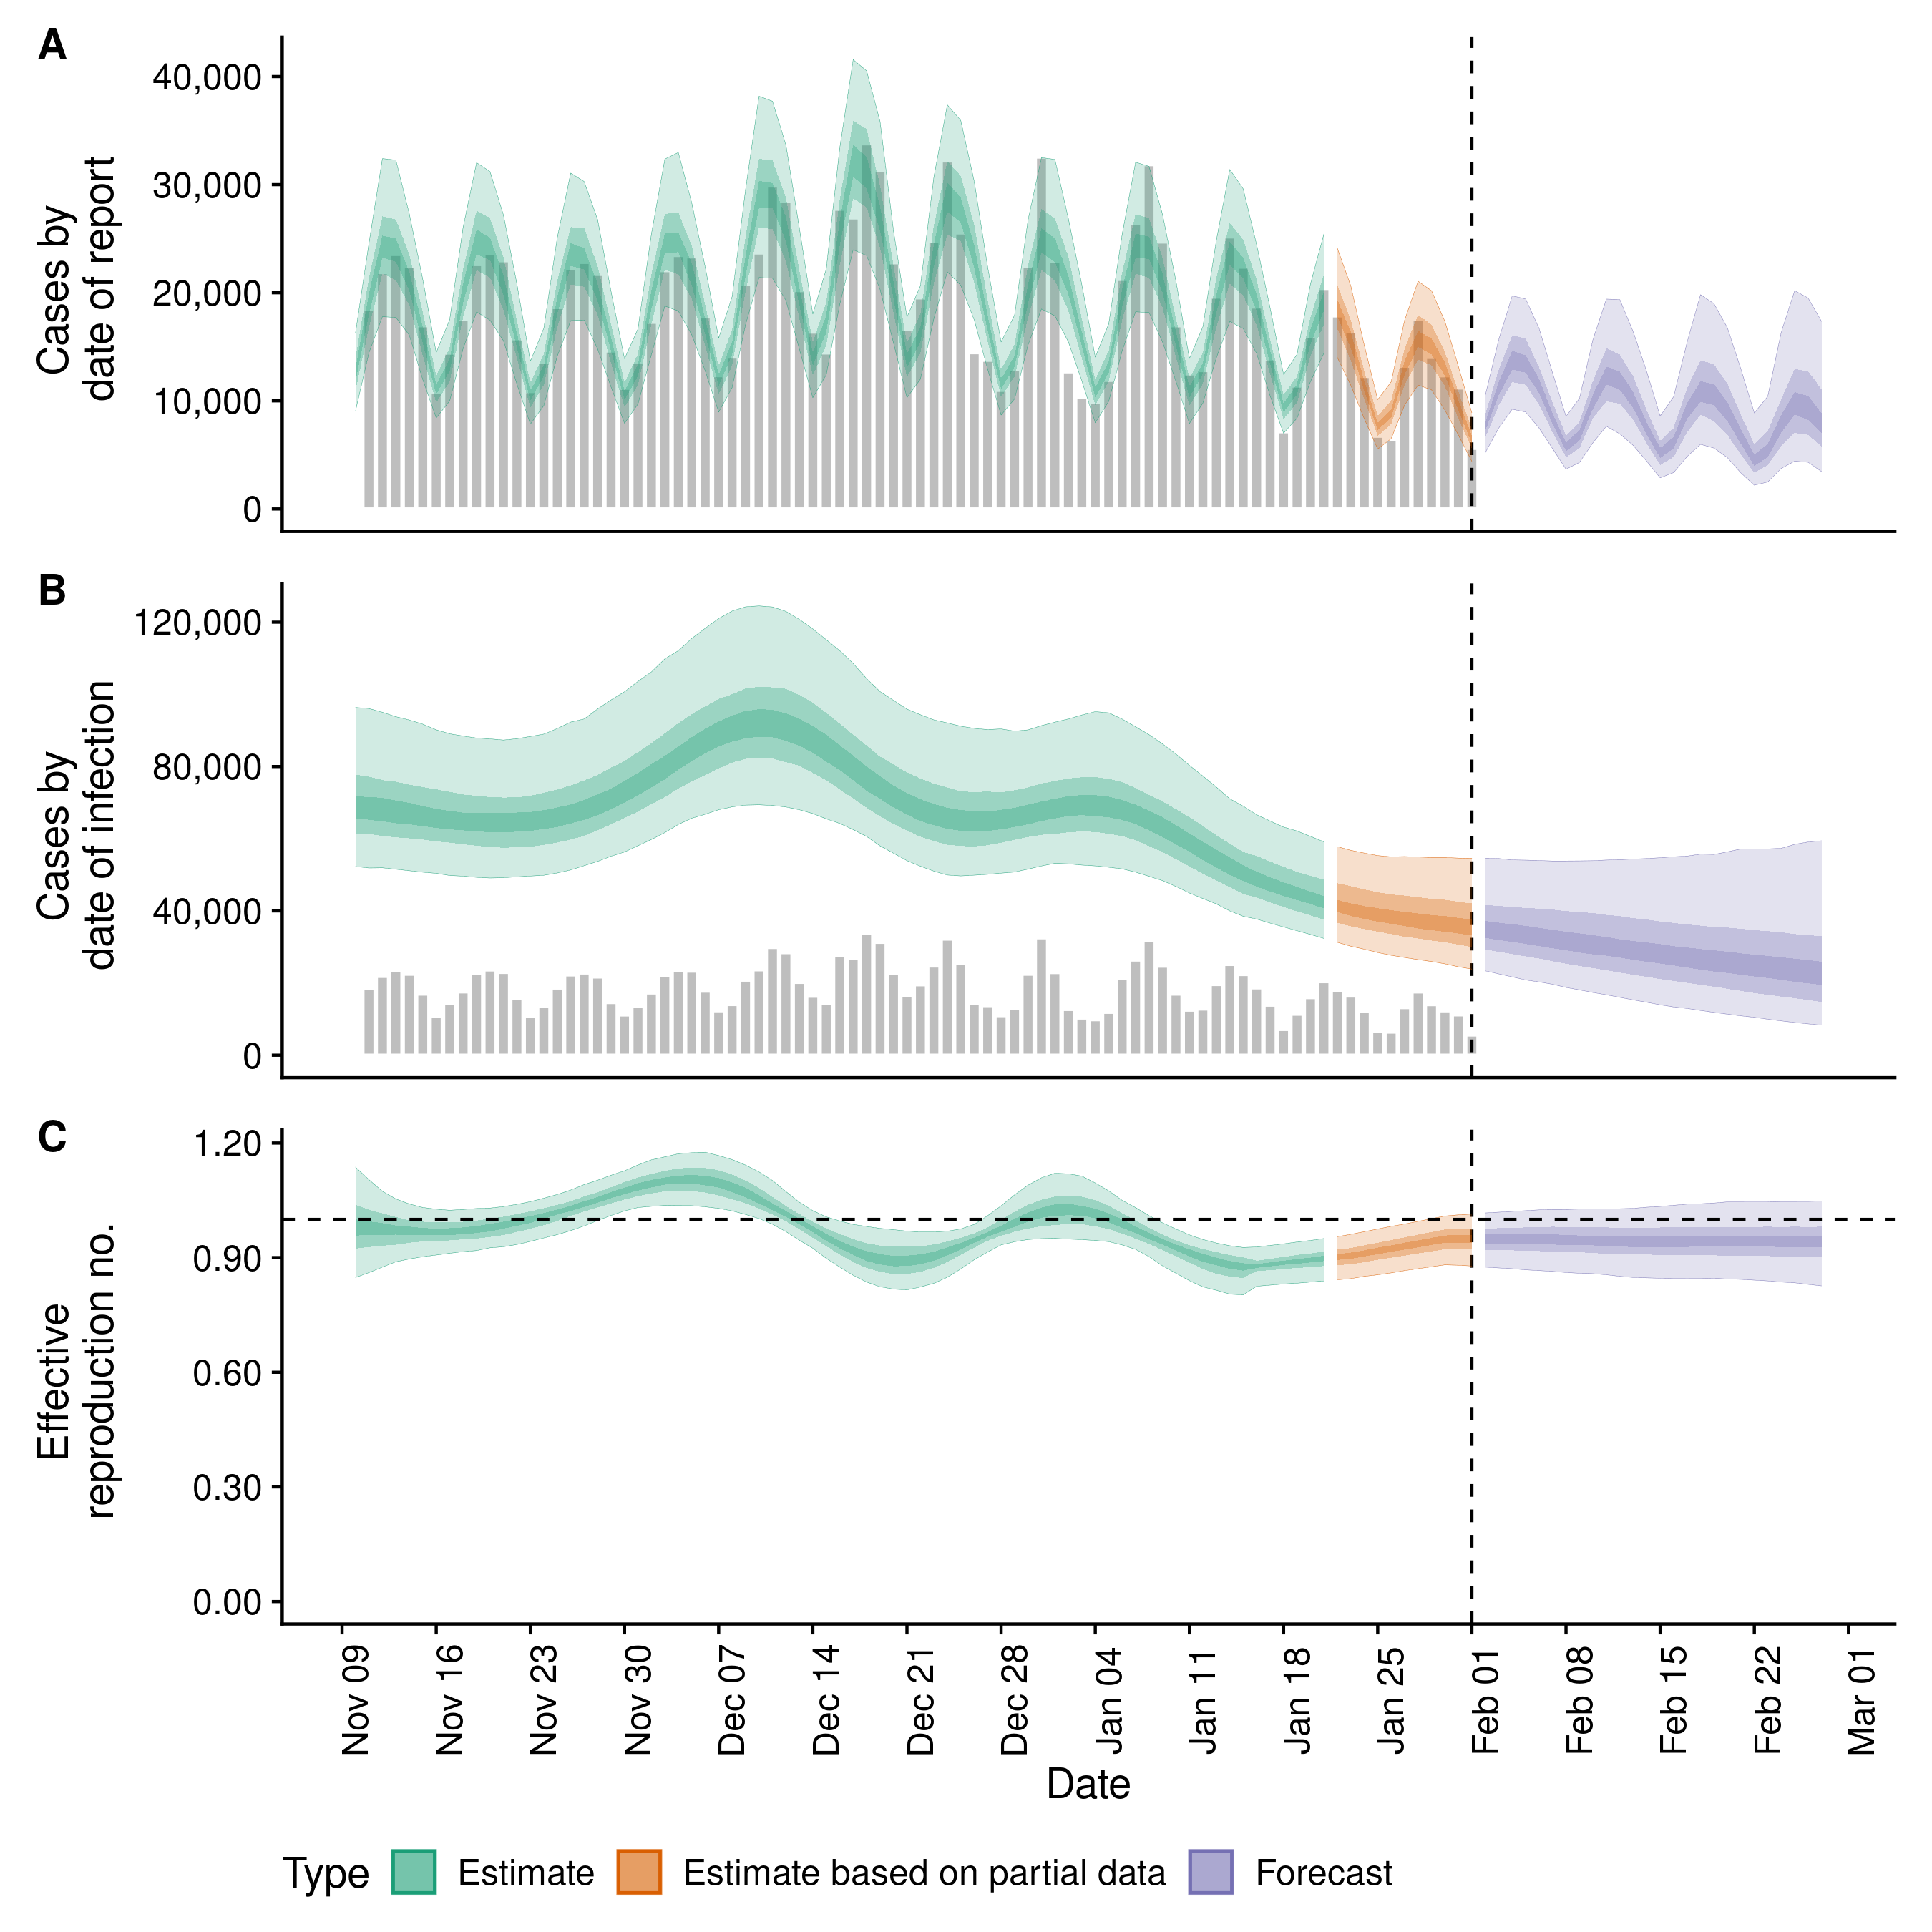 A
Cases by
date of report
40,000
30,000
20,000
10,000
0
B
Cases by
date of infection
120,000
80,000
40,000
0
C
Effective
reproduction no.
1.20
0.90
0.60
0.30
0.00
Nov 09
Nov 16
Nov 23
Nov 30
Dec 07
Dec 14
Dec 21
Dec 28
Jan 04
Jan 11
Jan 18
Jan 25
Feb 01
Feb 08
Feb 15
Feb 22
Mar 01
Date
Type Estimate Estimate based on partial data Forecast